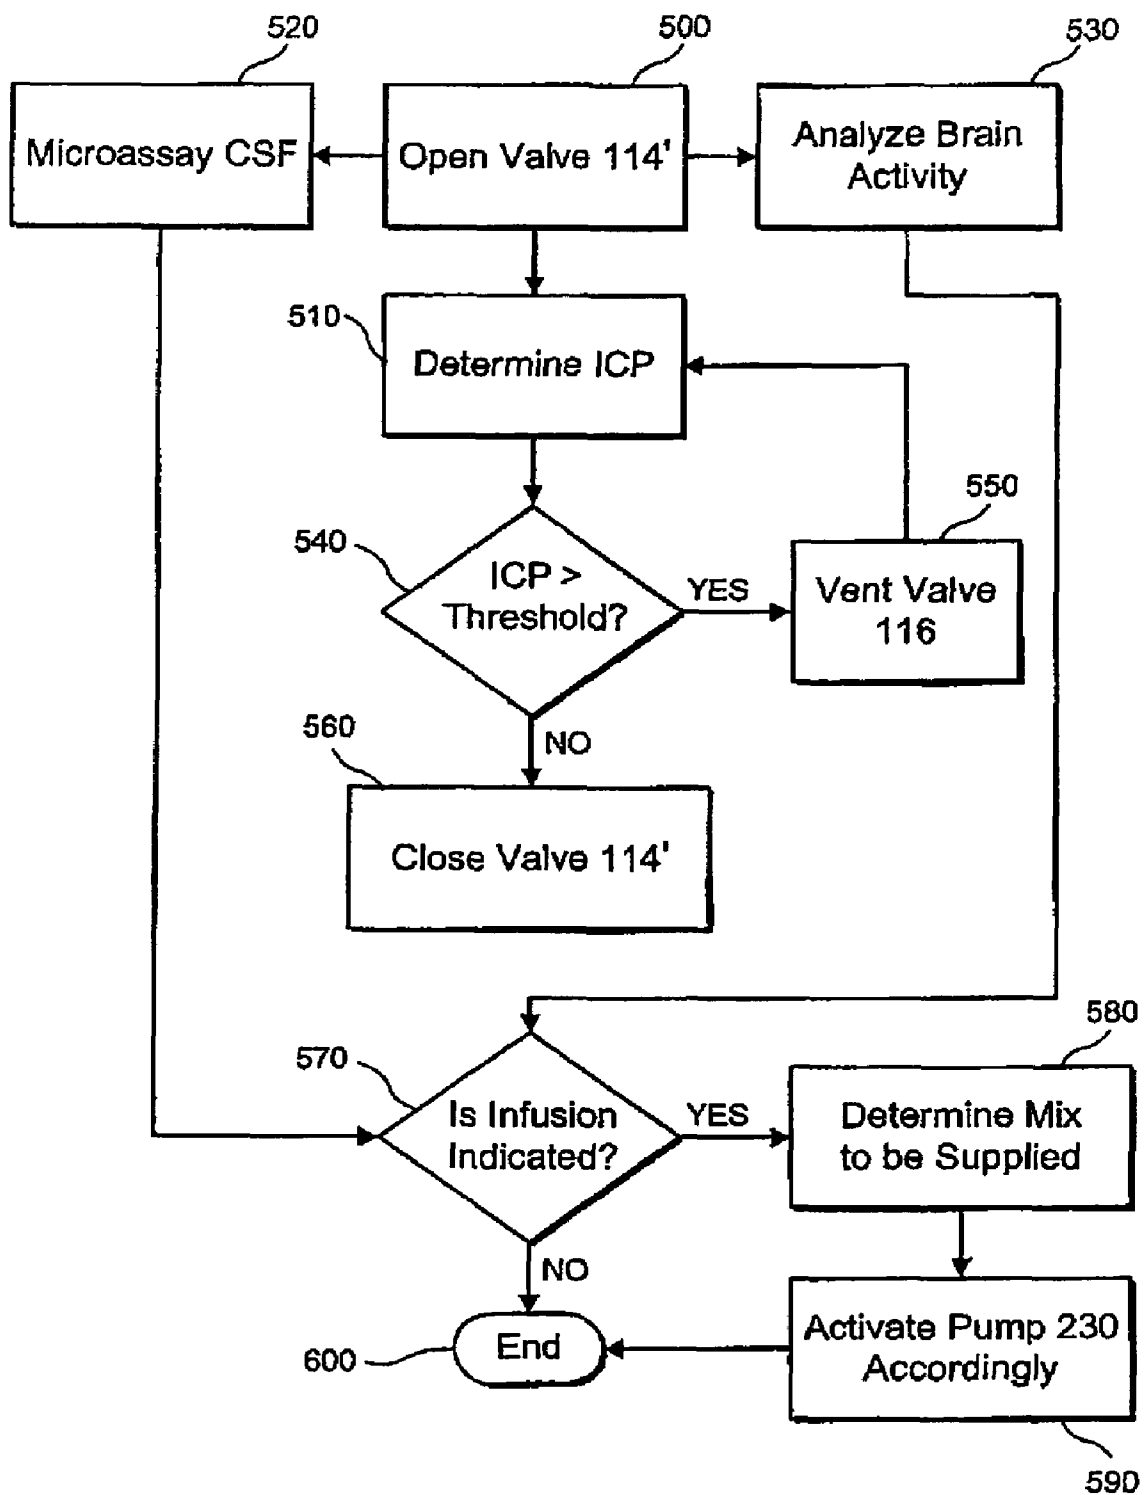 520
500
530
Microassay CSF
Open Valve 114'
Analyze Brain
Activity
510
Determine ICP
550
540
ICP >
Threshold?
YES
Vent Valve
116
NO
560
Close Valve 114'
580
570
Is Infusion
Indicated?
YES
Determine Mix
to be Supplied
NO
600
End
Activate Pump 230
Accordingly
590